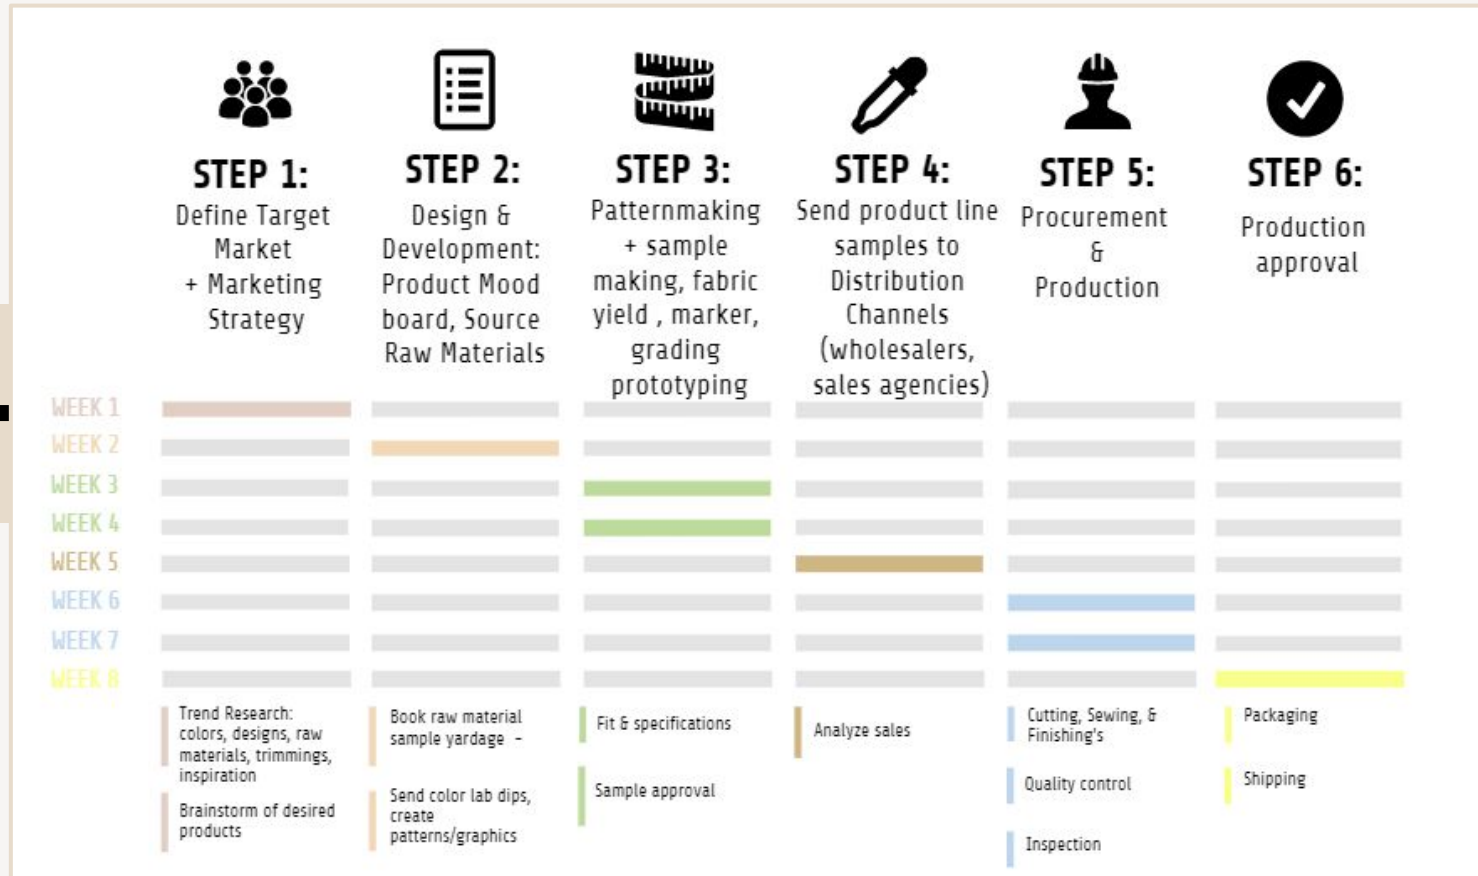 STEP 1:
Define Target
Market
+ Marketing
Strategy
STEP 2:
Design &
Development:
Product Mood
board, Source
Raw Materials
STEP 3:
Patternmaking
+ sample
making, fabric
yield , marker,
grading
prototyping
STEP 4:
Send product line
samples to
Distribution
Channels
(wholesalers,
sales agencies)
STEP 5:
Procurement
&
Production
STEP 6:
Production
approval
WEEK 1
WEEK 2
WEEK 3
WEEK 4
WEEK 5
WEEK 6
WEEK 7
WEEK 8
Trend Research:
colors, designs, raw
materials, trimmings,
inspiration
Brainstorm of desired
products
Book raw material
sample yardage -
Send color lab dips,
create
patterns/graphics
Fit & specifications
Sample approval
Analyze sales
Cutting, Sewing, &
Finishing's
Quality control
Inspection
Packaging
Shipping